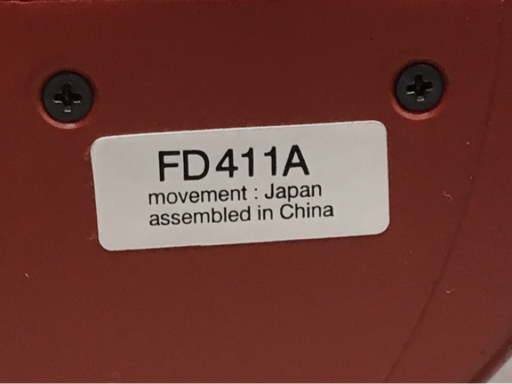 FD411A
movement : Japan
assembled in China